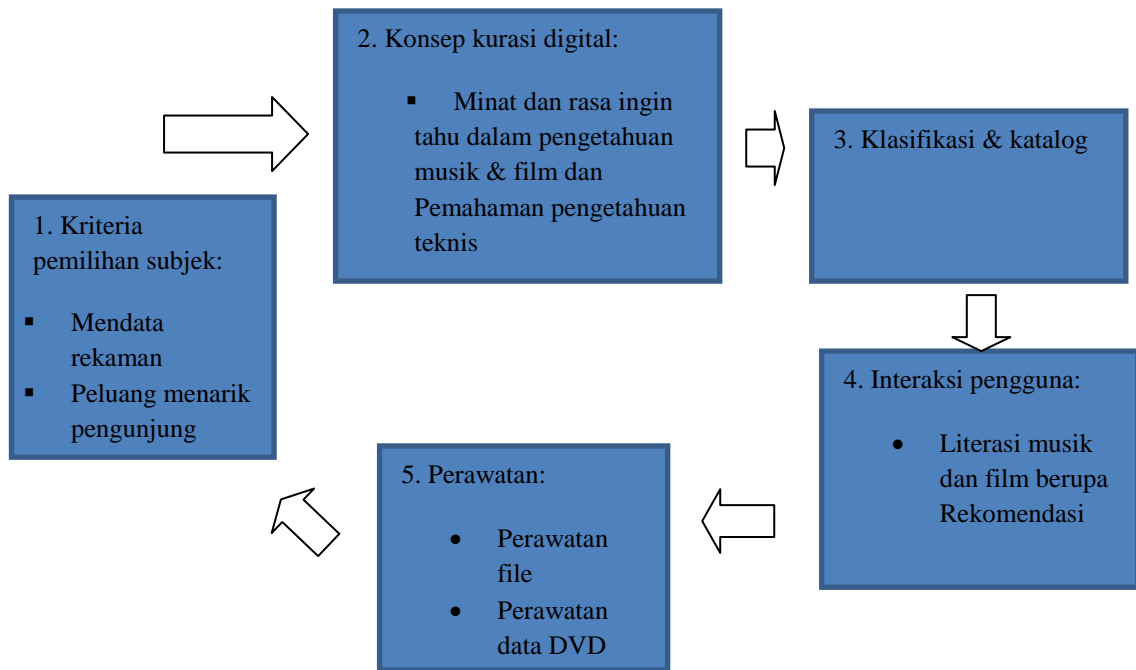 1. Kriteria
pemilihan subjek:
▪ Mendata
rekaman
▪ Peluang menarik
pengunjung
2. Konsep kurasi digital:
▪ Minat dan rasa ingin
tahu dalam pengetahuan
musik & film dan
Pemahaman pengetahuan
teknis
3. Klasifikasi & katalog
4. Interaksi pengguna:
• Literasi musik
dan film berupa
Rekomendasi
5. Perawatan:
• Perawatan
file
• Perawatan
data DVD